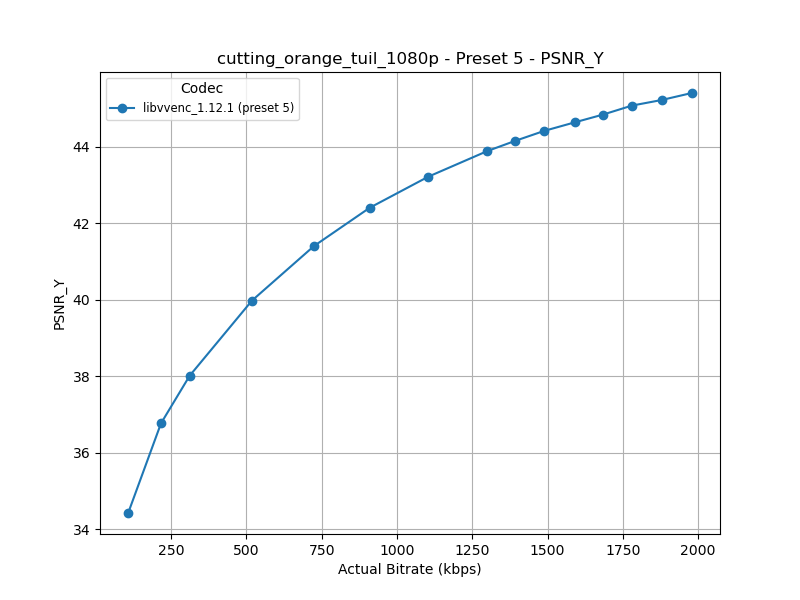 cutting_orange_tuil_1080p - Preset 5 - PSNR_Y
Codec
libvvenc_1.12.1 (preset 5)
PSNR_Y
44
42
40
38
36
34
250 500 750 1000 1250 1500 1750 2000
Actual Bitrate (kbps)